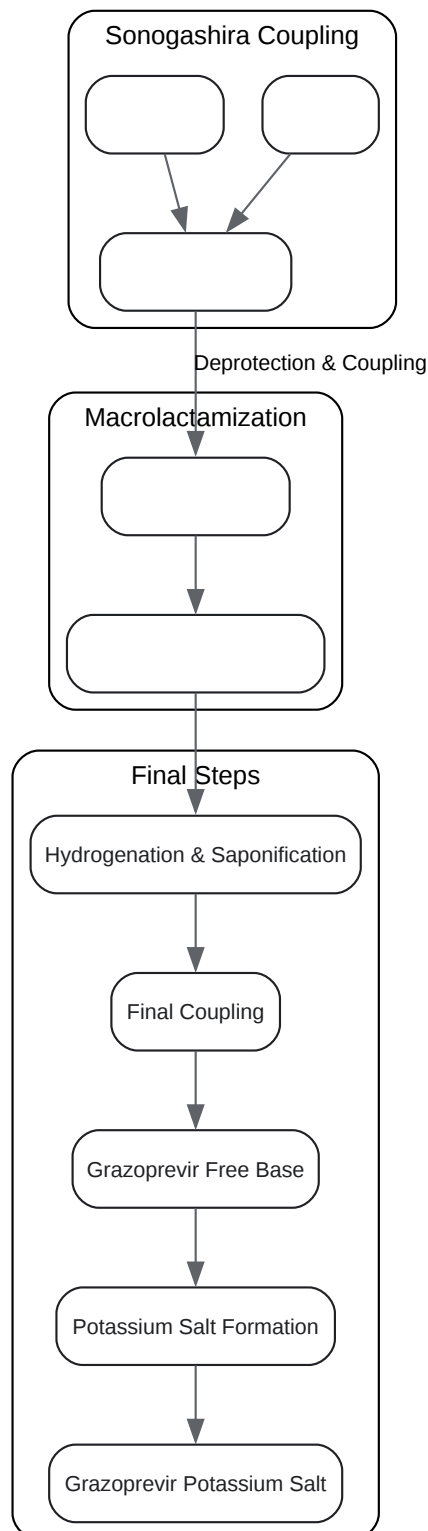 Sonogashira Coupling
Deprotection & Coupling
Macrolactamization
Final Steps
Hydrogenation & Saponification
Final Coupling
Grazoprevir Free Base
Potassium Salt Formation
Grazoprevir Potassium Salt